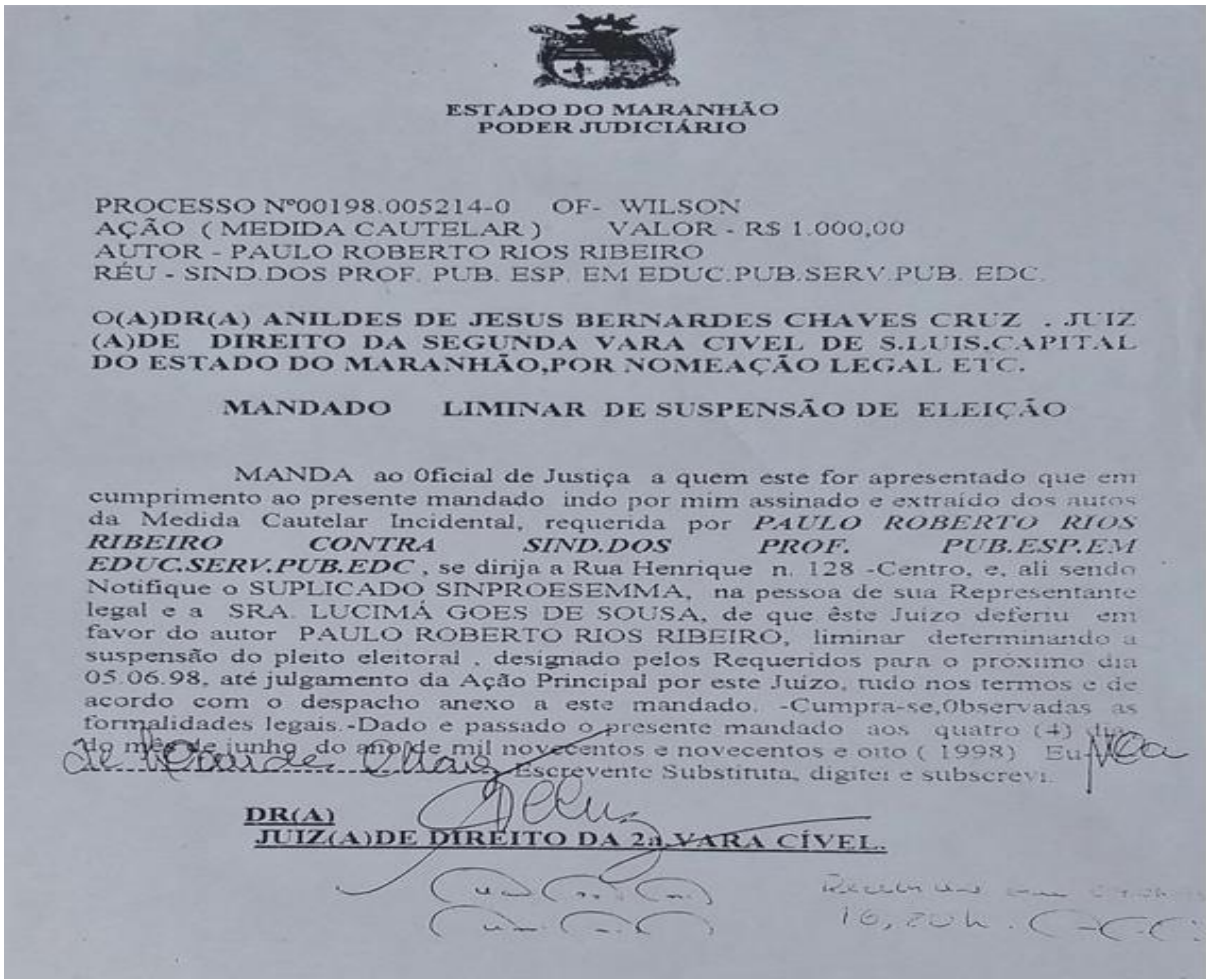 ESTADO DO MARANHÃO
PODER JUDICIÁRIO
PROCESSO Nº00198.005214-0 OF- WILSON
AÇÃO ( MEDIDA CAUTELAR ) VALOR - R$ 1.000,00
AUTOR - PAULO ROBERTO RIOS RIBEIRO
RÉU - SIND.DOS PROF. PUB. ESP. EM EDUC.PUB.SERV.PUB. EDC.
O(A)DR(A) ANILDES DE JESUS BERNARDES CHAVES CRUZ . JUIZ
(A)DE DIREITO DA SEGUNDA VARA CIVEL DE S.LUIS,CAPITAL
DO ESTADO DO MARANHÃO,POR NOMEAÇÃO LEGAL ETC.
MANDADO LIMINAR DE SUSPENSÃO DE ELEIÇÃO
MANDA ao 0ficial de Justiça a quem este for apresentado que em
cumprimento ao presente mandado indo por mim assinado e extraído dos autos
da Medida Cautelar Incidental, requerida por PAULO ROBERTO RIOS
RIBEIRO CONTRA SIND.DOS PROF. PUB.ESP.EM
EDUC.SERV.PUB.EDC , se dirija a Rua Henrique n. 128 -Centro, e, ali sendo
Notifique o SUPLICADO SINPROESEMMA, na pessoa de sua Representante
legal e a SRA. LUCIMÁ GOES DE SOUSA, de que êste Juízo deferiu em
favor do autor PAULO ROBERTO RIOS RIBEIRO, liminar determinando a
suspensão do pleito eleitoral , designado pelos Requeridos para o próximo dia
05.06.98, até julgamento da Ação Principal por este Juízo, tudo nos termos e de
acordo com o despacho anexo a este mandado. -Cumpra-se,0bservadas as
formalidades legais.-Dado e passado o presente mandado aos quatro (4) dias
do mês de junho do ano de mil novecentos e novecentos e oito ( 1998) Eu
Escrevente Substituta, digitei e subscrevi.
DR(A)
JUIZ(A)DE DIREITO DA 2a.VARA CÍVEL.
16,20h.